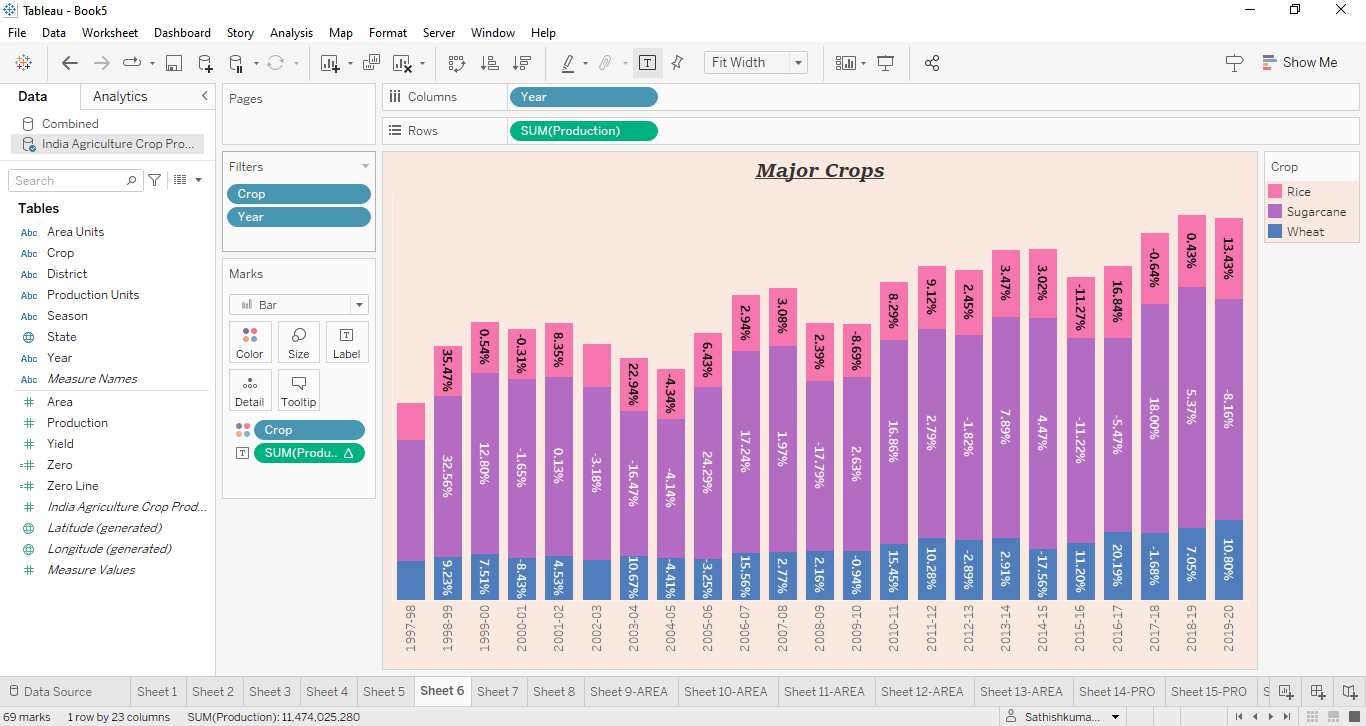 Tableau - Book5
File Data Worksheet Dashboard Story Analysis Map Format Server Window Help
Fit Width
Show Me
Data
Analytics
Combined
India Agriculture Crop Pro...
Search
Tables
Abc Area Units
Abc Crop
Abc District
Abc Production Units
Abc Season
State
Abc Year
Abc Measure Names
# Area
# Production
# Yield
=# Zero
=# Zero Line
# India Agriculture Crop Prod...
Latitude (generated)
Longitude (generated)
# Measure Values
Pages
Filters
Crop
Year
Marks
Bar
Color Size Label
Detail Tooltip
Crop
SUM(Produ.. Δ
Columns Year
Rows SUM(Production)
Major Crops
35.47% 0.54% -0.31% 8.35% 22.94% -4.34% 6.43% 2.94% 3.08% 2.39% -8.69% 8.29% 9.12% 2.45% 3.47% 3.02% -11.27% 16.84% -0.64% 0.43% 13.43%
32.56% 12.80% -1.65% 0.13% -3.18% -16.47% -4.14% 24.29% 17.24% 1.97% -17.79% 2.63% 16.86% 2.79% -1.82% 7.89% 4.47% -11.22% -5.47% 18.00% 5.37% -8.16%
9.23% 7.51% -8.43% 4.53% 10.67% -4.41% -3.25% 15.56% 2.77% 2.16% -0.94% 15.45% 10.28% -2.89% 2.91% -17.56% 11.20% 20.19% -1.68% 7.05% 10.80%
1997-98 1998-99 1999-00 2000-01 2001-02 2002-03 2003-04 2004-05 2005-06 2006-07 2007-08 2008-09 2009-10 2010-11 2011-12 2012-13 2013-14 2014-15 2015-16 2016-17 2017-18 2018-19 2019-20
Crop
Rice
Sugarcane
Wheat
Data Source Sheet 1 Sheet 2 Sheet 3 Sheet 4 Sheet 5 Sheet 6 Sheet 7 Sheet 8 Sheet 9-AREA Sheet 10-AREA Sheet 11-AREA Sheet 12-AREA Sheet 13-AREA Sheet 14-PRO Sheet 15-PRO S
69 marks 1 row by 23 columns SUM(Production): 11,474,025,280
Sathishkuma...